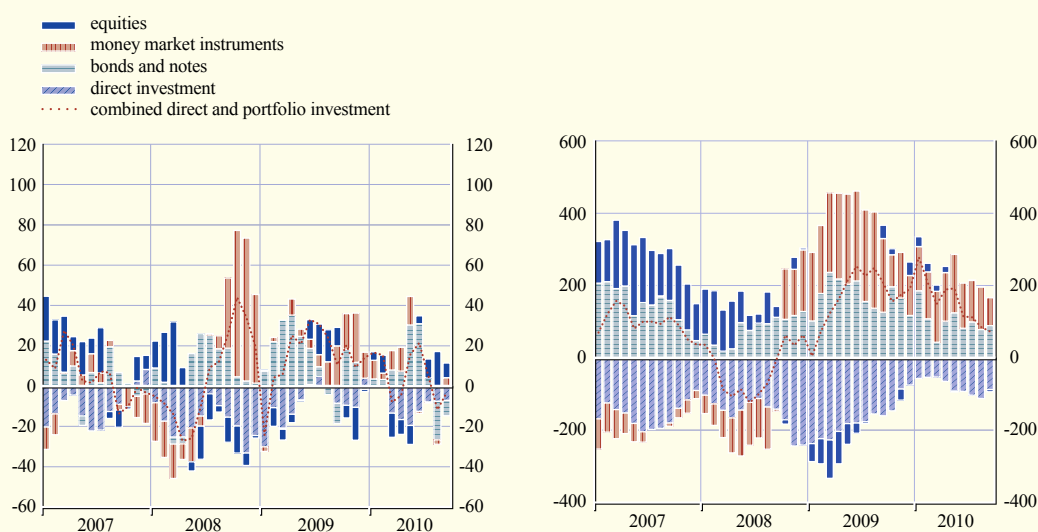 equities
money market instruments
bonds and notes
direct investment
combined direct and portfolio investment
120 120
100 100
80 80
60 60
40 40
20 20
0 0
-20 -20
-40 -40
-60 -60
2007 2008 2009 2010
600 600
400 400
200 200
0 0
-200 -200
-400 -400
2007 2008 2009 2010